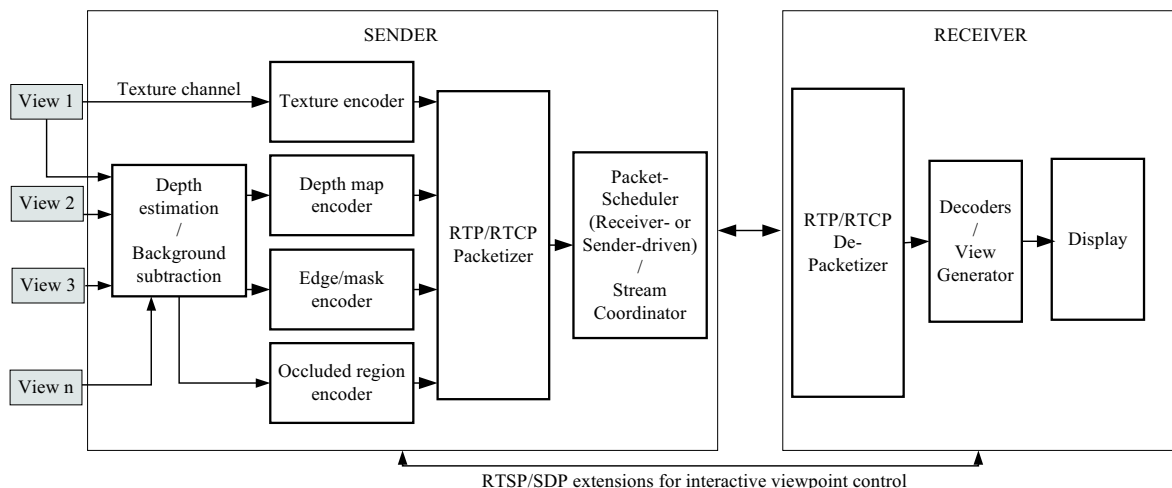 SENDER
RECEIVER
View 1
Texture channel
Texture encoder
View 2
Depth
estimation
/
Background
subtraction
Depth map
encoder
View 3
Edge/mask
encoder
View n
Occluded region
encoder
RTP/RTCP
Packetizer
Packet-
Scheduler
(Receiver- or
Sender-driven)
/
Stream
Coordinator
RTP/RTCP
De-
Packetizer
Decoders
/
View
Generator
Display
RTSP/SDP extensions for interactive viewpoint control